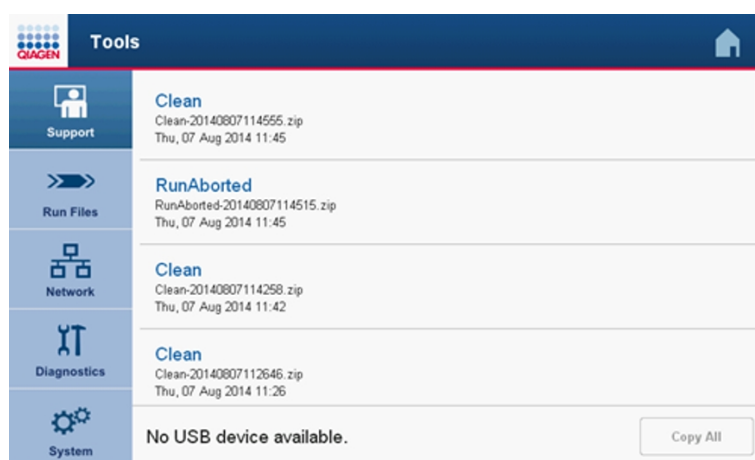 QIAGEN
Tools
Support
Run Files
Network
Diagnostics
System
Clean
Clean-20140807114555.zip
Thu, 07 Aug 2014 11:45
RunAborted
RunAborted-20140807114515.zip
Thu, 07 Aug 2014 11:45
Clean
Clean-20140807114258.zip
Thu, 07 Aug 2014 11:42
Clean
Clean-20140807112646.zip
Thu, 07 Aug 2014 11:26
No USB device available.
Copy All